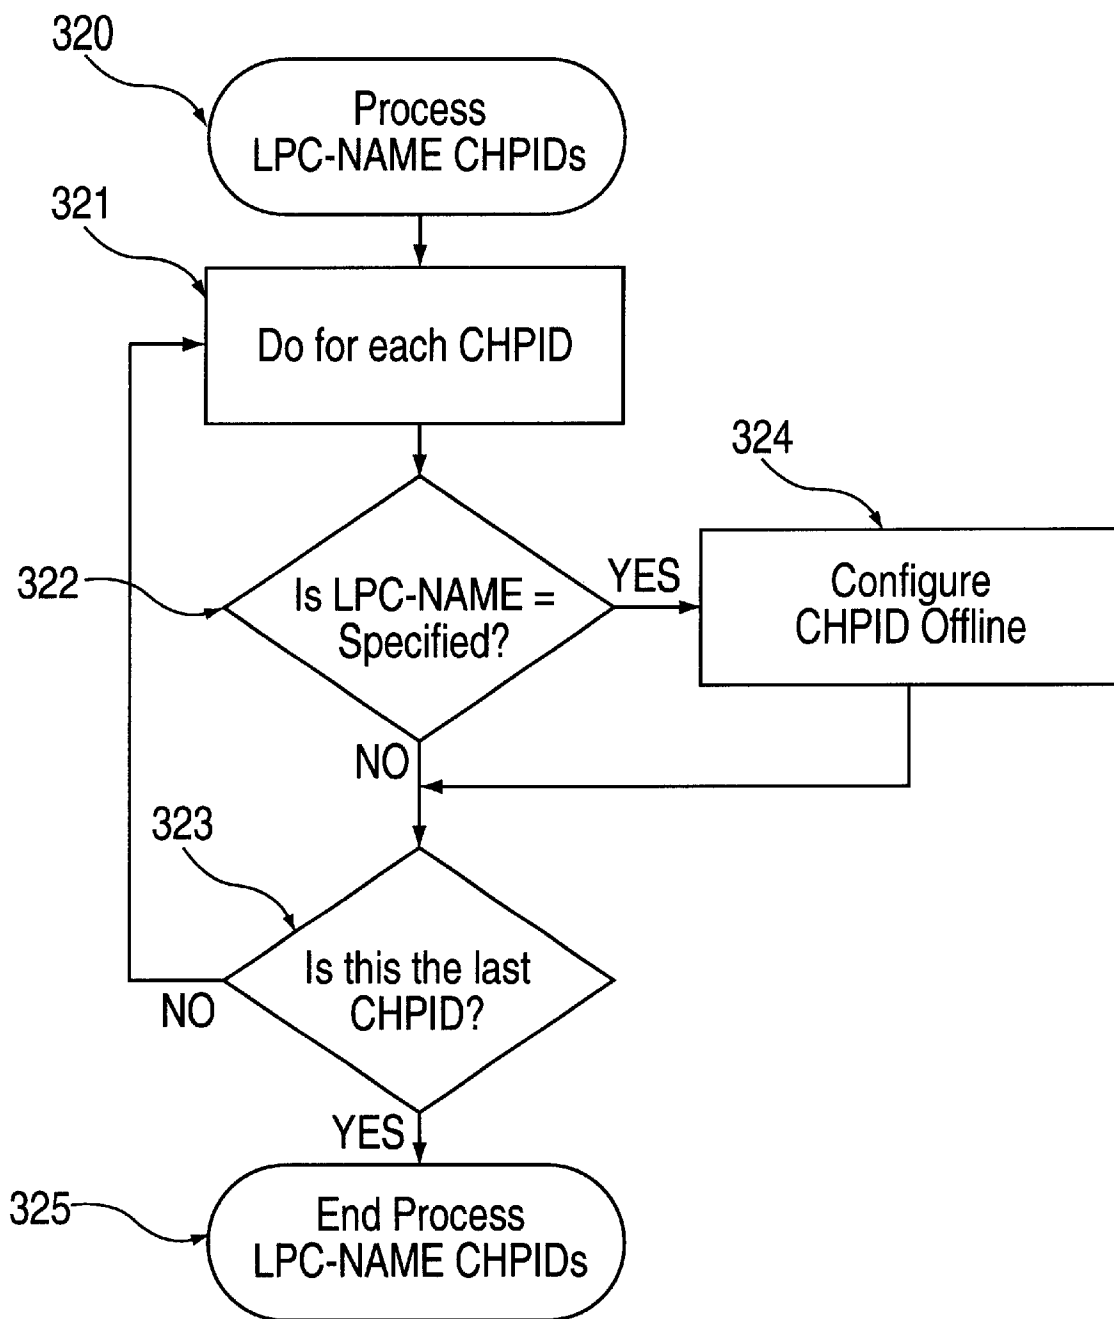 320
Process
LPC-NAME CHPIDs
321
Do for each CHPID
324
322
Is LPC-NAME =
Specified?
YES
Configure
CHPID Offline
NO
323
Is this the last
CHPID?
NO
YES
325
End Process
LPC-NAME CHPIDs